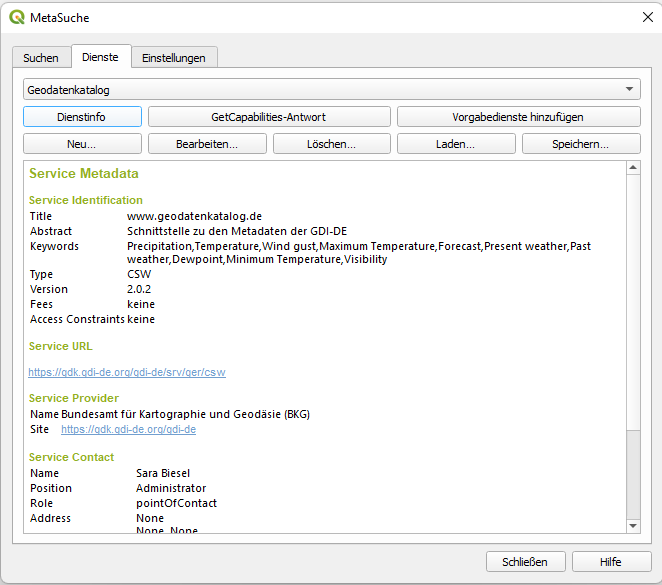 MetaSuche
Suchen Dienste Einstellungen
Geodatenkatalog
Dienstinfo GetCapabilities-Antwort Vorgabedienste hinzufügen
Neu... Bearbeiten... Löschen... Laden... Speichern...
Service Metadata
Service Identification
Title www.geodatenkatalog.de
Abstract Schnittstelle zu den Metadaten der GDI-DE
Keywords Precipitation,Temperature,Wind gust,Maximum Temperature,Forecast,Present weather,Past
weather,Dewpoint,Minimum Temperature,Visibility
Type CSW
Version 2.0.2
Fees keine
Access Constraints keine
Service URL
https://gdk.gdi-de.org/gdi-de/srv/ger/csw
Service Provider
Name Bundesamt für Kartographie und Geodäsie (BKG)
Site https://gdk.gdi-de.org/gdi-de
Service Contact
Name Sara Biesel
Position Administrator
Role pointOfContact
Address None
None, None
Schließen Hilfe